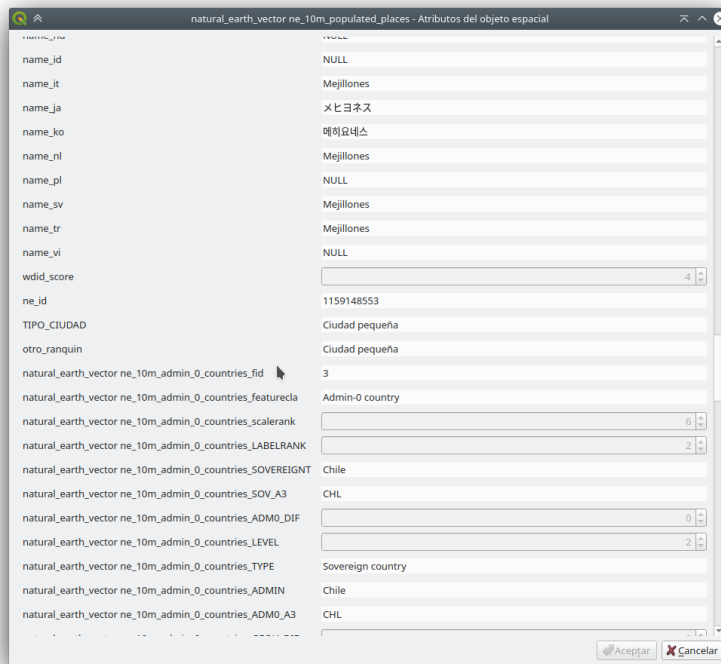 natural_earth_vector ne_10m_populated_places - Atributos del objeto espacial
NULL
name_id NULL
name_it Mejillones
name_ja メヒヨネス
name_ko 메히요네스
name_nl Mejillones
name_pl NULL
name_sv Mejillones
name_tr Mejillones
name_vi NULL
wdid_score 4
ne_id 1159148553
TIPO_CIUDAD Ciudad pequeña
otro_ranquin Ciudad pequeña
natural_earth_vector ne_10m_admin_0_countries_fid 3
natural_earth_vector ne_10m_admin_0_countries_featurecla Admin-0 country
natural_earth_vector ne_10m_admin_0_countries_scalerank 6
natural_earth_vector ne_10m_admin_0_countries_LABELRANK 2
natural_earth_vector ne_10m_admin_0_countries_SOVEREIGNT Chile
natural_earth_vector ne_10m_admin_0_countries_SOV_A3 CHL
natural_earth_vector ne_10m_admin_0_countries_ADM0_DIF 0
natural_earth_vector ne_10m_admin_0_countries_LEVEL 2
natural_earth_vector ne_10m_admin_0_countries_TYPE Sovereign country
natural_earth_vector ne_10m_admin_0_countries_ADMIN Chile
natural_earth_vector ne_10m_admin_0_countries_ADM0_A3 CHL
Aceptar Cancelar